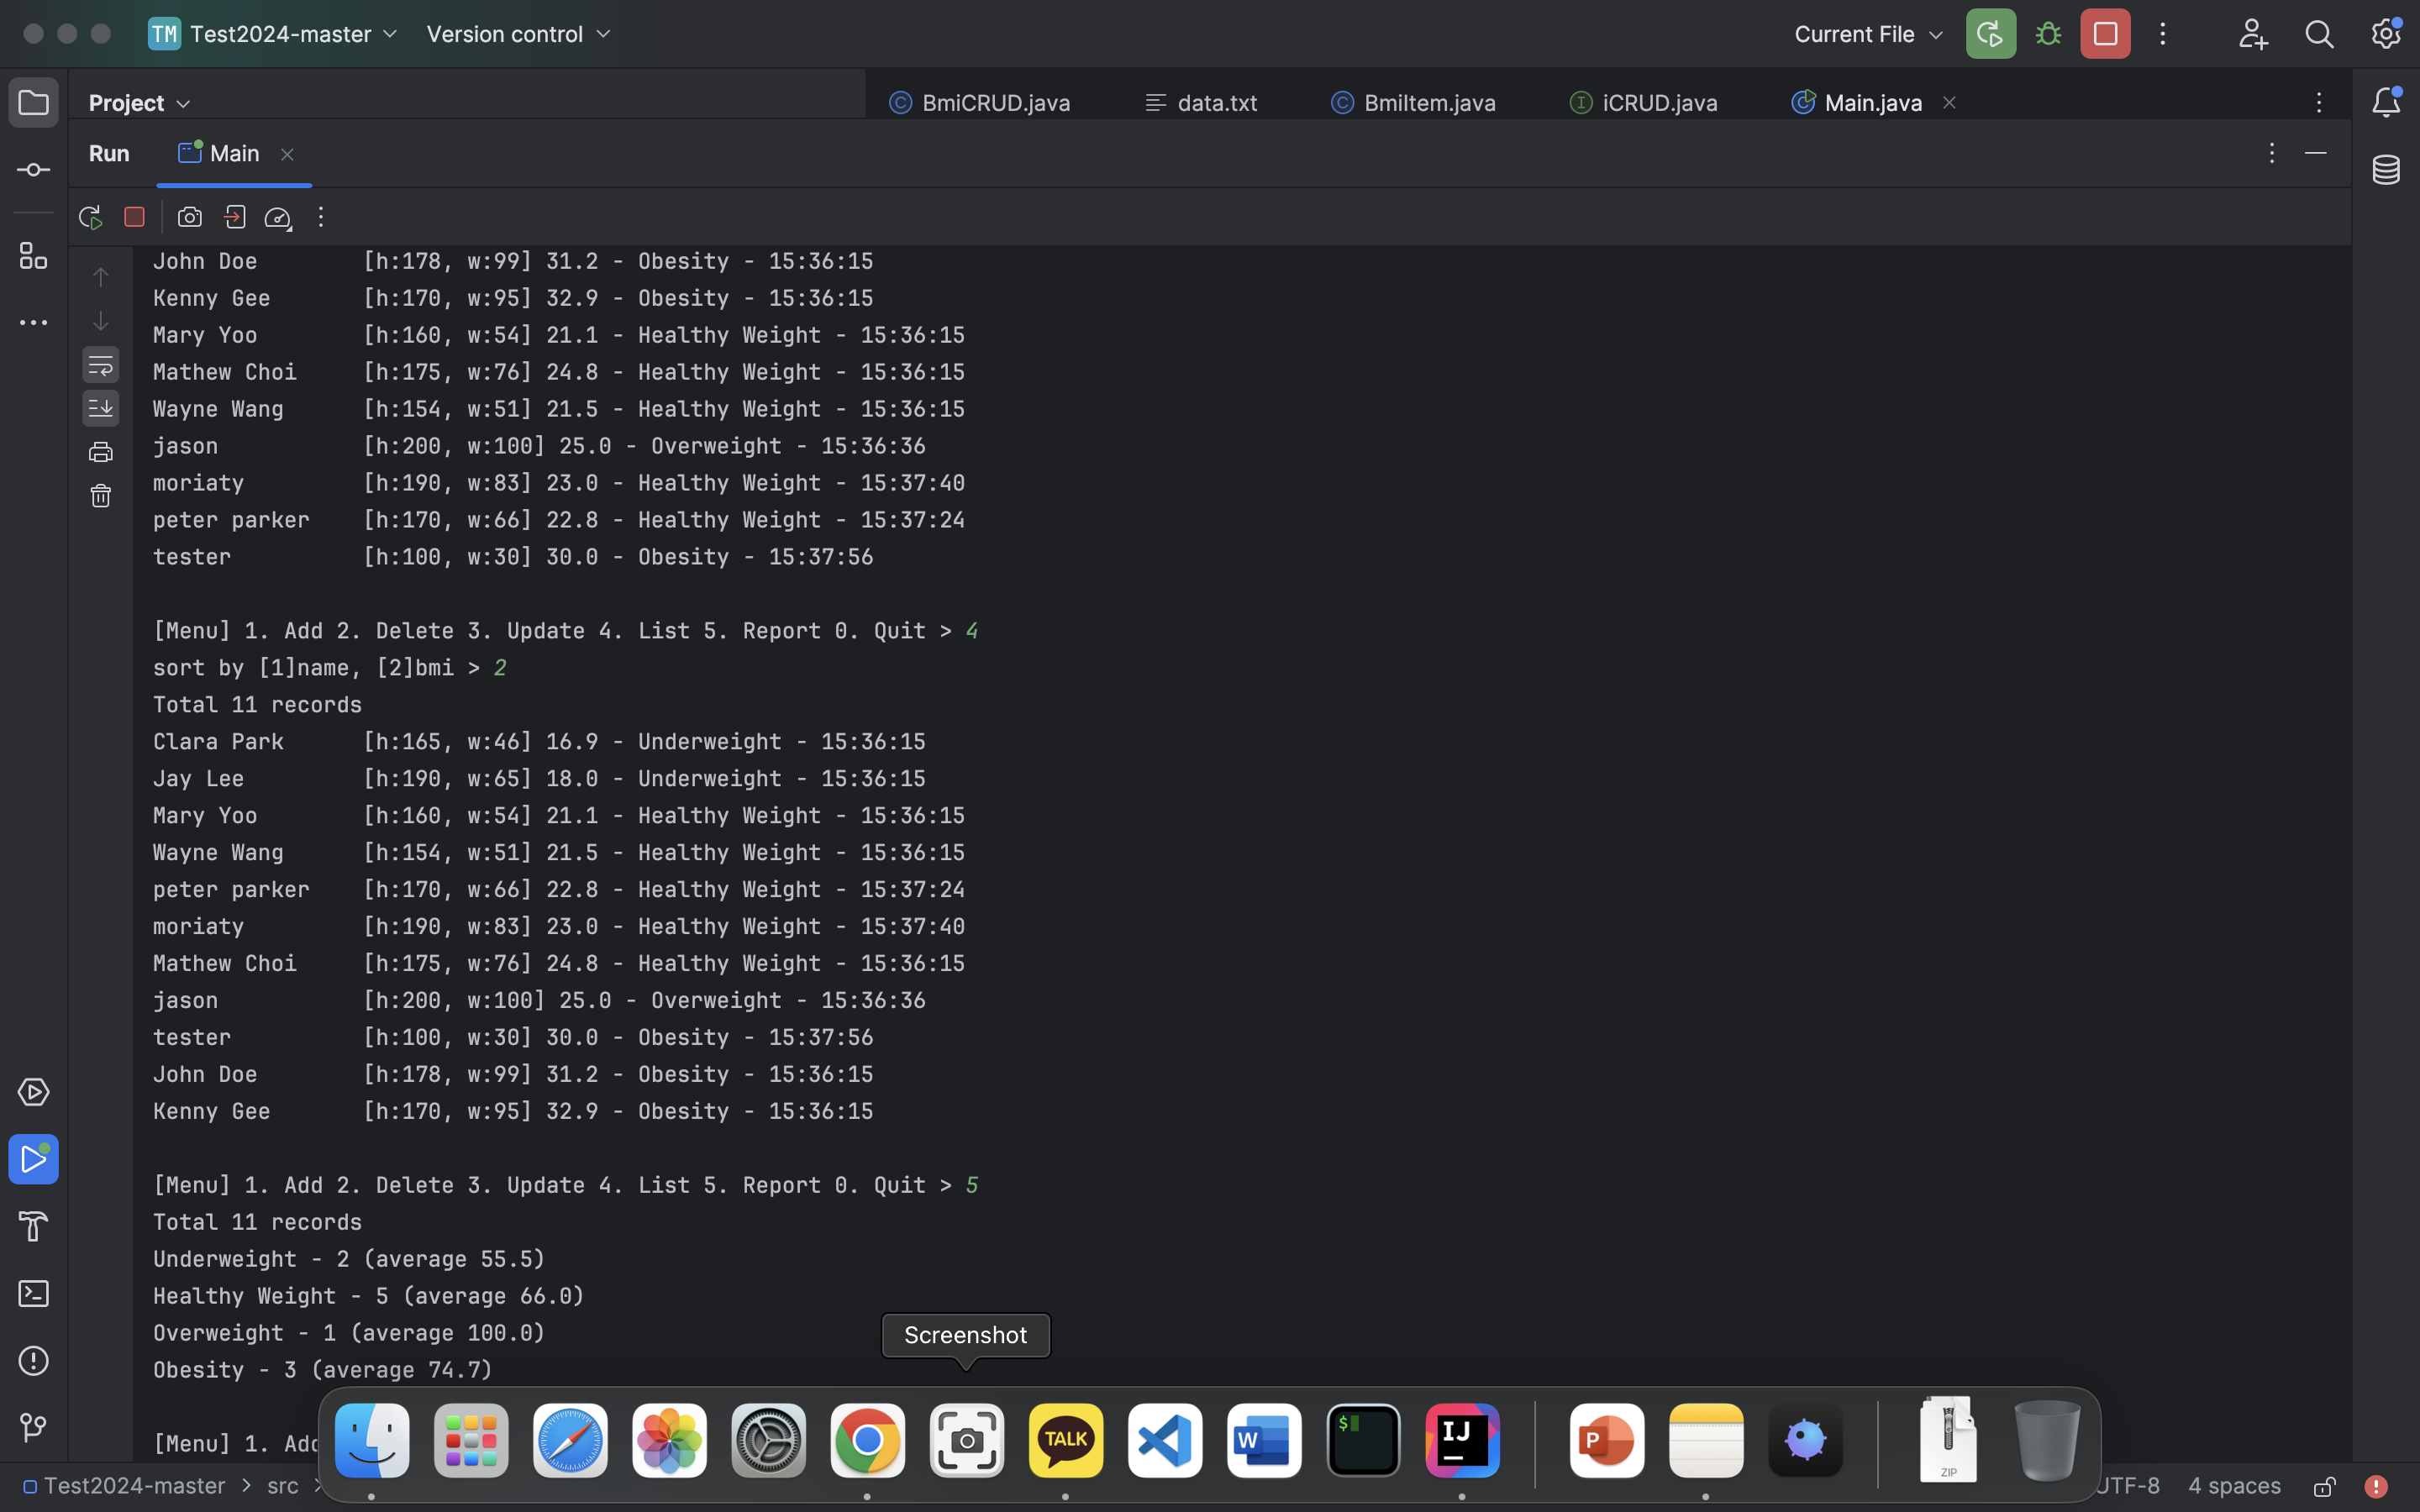 TM Test2024-master Version control Current File
Project BmiCRUD.java data.txt BmiItem.java iCRUD.java Main.java
Run Main
John Doe [h:178, w:99] 31.2 - Obesity - 15:36:15
Kenny Gee [h:170, w:95] 32.9 - Obesity - 15:36:15
Mary Yoo [h:160, w:54] 21.1 - Healthy Weight - 15:36:15
Mathew Choi [h:175, w:76] 24.8 - Healthy Weight - 15:36:15
Wayne Wang [h:154, w:51] 21.5 - Healthy Weight - 15:36:15
jason [h:200, w:100] 25.0 - Overweight - 15:36:36
moriaty [h:190, w:83] 23.0 - Healthy Weight - 15:37:40
peter parker [h:170, w:66] 22.8 - Healthy Weight - 15:37:24
tester [h:100, w:30] 30.0 - Obesity - 15:37:56
[Menu] 1. Add 2. Delete 3. Update 4. List 5. Report 0. Quit > 4
sort by [1]name, [2]bmi > 2
Total 11 records
Clara Park [h:165, w:46] 16.9 - Underweight - 15:36:15
Jay Lee [h:190, w:65] 18.0 - Underweight - 15:36:15
Mary Yoo [h:160, w:54] 21.1 - Healthy Weight - 15:36:15
Wayne Wang [h:154, w:51] 21.5 - Healthy Weight - 15:36:15
peter parker [h:170, w:66] 22.8 - Healthy Weight - 15:37:24
moriaty [h:190, w:83] 23.0 - Healthy Weight - 15:37:40
Mathew Choi [h:175, w:76] 24.8 - Healthy Weight - 15:36:15
jason [h:200, w:100] 25.0 - Overweight - 15:36:36
tester [h:100, w:30] 30.0 - Obesity - 15:37:56
John Doe [h:178, w:99] 31.2 - Obesity - 15:36:15
Kenny Gee [h:170, w:95] 32.9 - Obesity - 15:36:15
[Menu] 1. Add 2. Delete 3. Update 4. List 5. Report 0. Quit > 5
Total 11 records
Underweight - 2 (average 55.5)
Healthy Weight - 5 (average 66.0)
Overweight - 1 (average 100.0)
Obesity - 3 (average 74.7)
Screenshot
[Menu] 1. Add
TALK W $ IJ P ZIP
Test2024-master > src > UTF-8 4 spaces